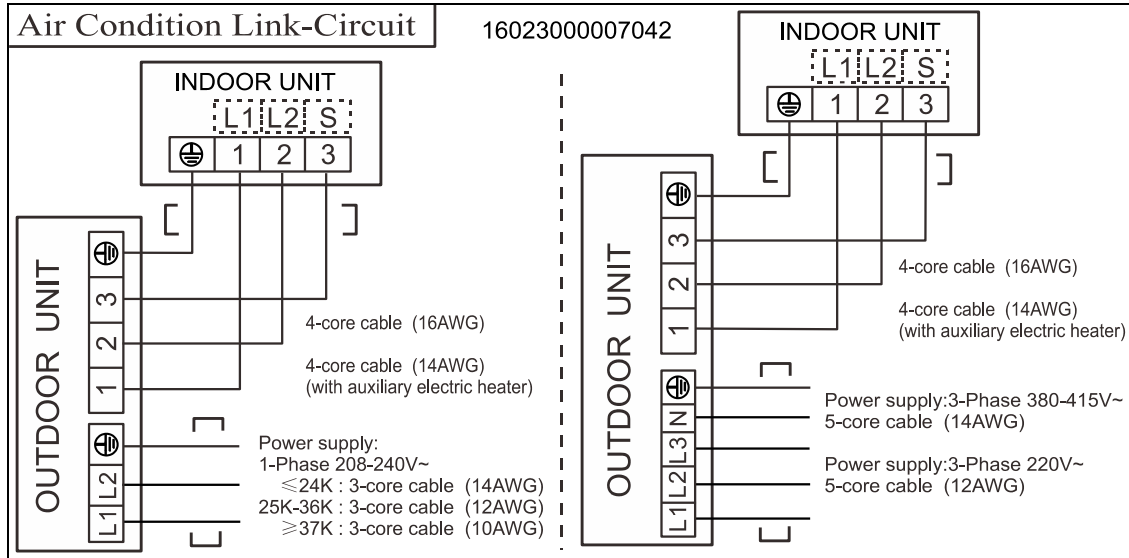 Air Condition Link-Circuit
16023000007042
INDOOR UNIT
L1 L2 S
1 2 3
OUTDOOR UNIT
3
2
1
L2
L1
4-core cable (16AWG)
4-core cable (14AWG)
(with auxiliary electric heater)
Power supply:
1-Phase 208-240V~
≤24K : 3-core cable (14AWG)
25K-36K : 3-core cable (12AWG)
≥37K : 3-core cable (10AWG)
INDOOR UNIT
L1 L2 S
1 2 3
OUTDOOR UNIT
3
2
1
N
L3
L2
L1
4-core cable (16AWG)
4-core cable (14AWG)
(with auxiliary electric heater)
Power supply:3-Phase 380-415V~
5-core cable (14AWG)
Power supply:3-Phase 220V~
5-core cable (12AWG)